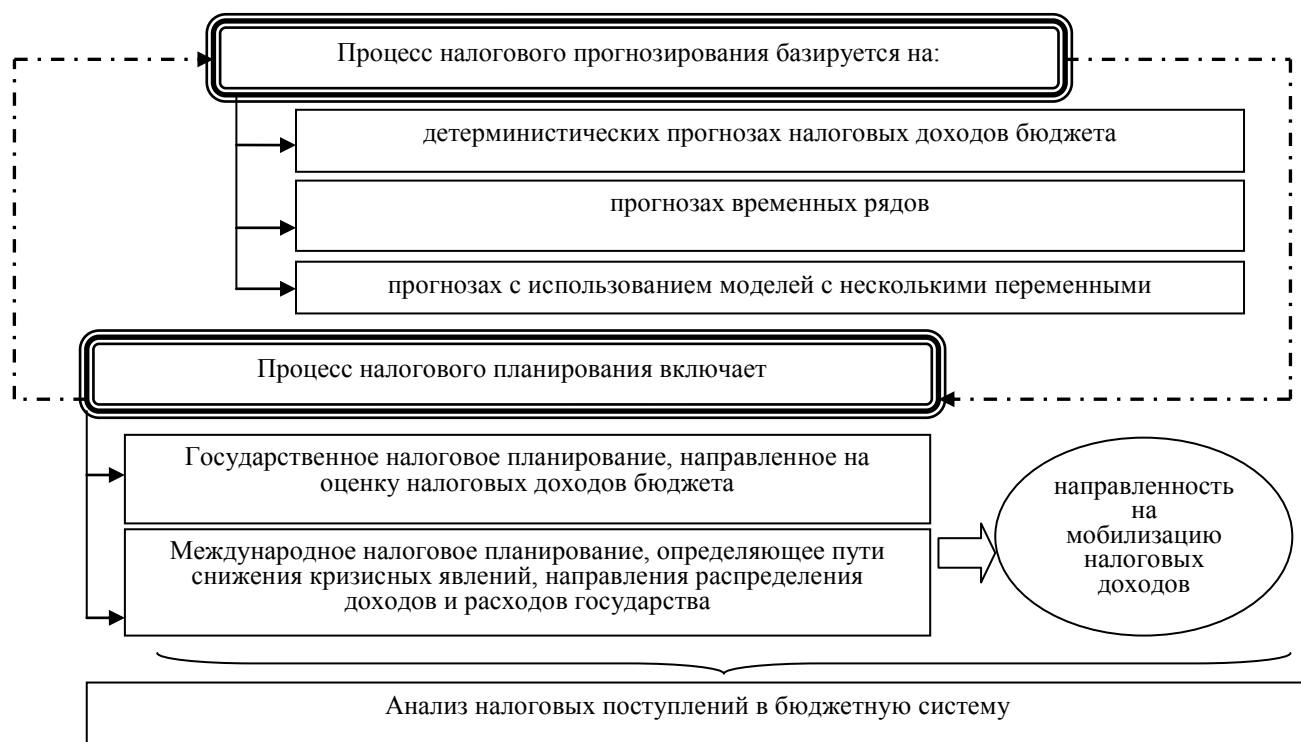 Процесс налогового прогнозирования базируется на:
детерминистических прогнозах налоговых доходов бюджета
прогнозах временных рядов
прогнозах с использованием моделей с несколькими переменными
Процесс налогового планирования включает
Государственное налоговое планирование, направленное на
оценку налоговых доходов бюджета
Международное налоговое планирование, определяющее пути
снижения кризисных явлений, направления распределения
доходов и расходов государства
направленность
на
мобилизацию
налоговых
доходов
Анализ налоговых поступлений в бюджетную систему